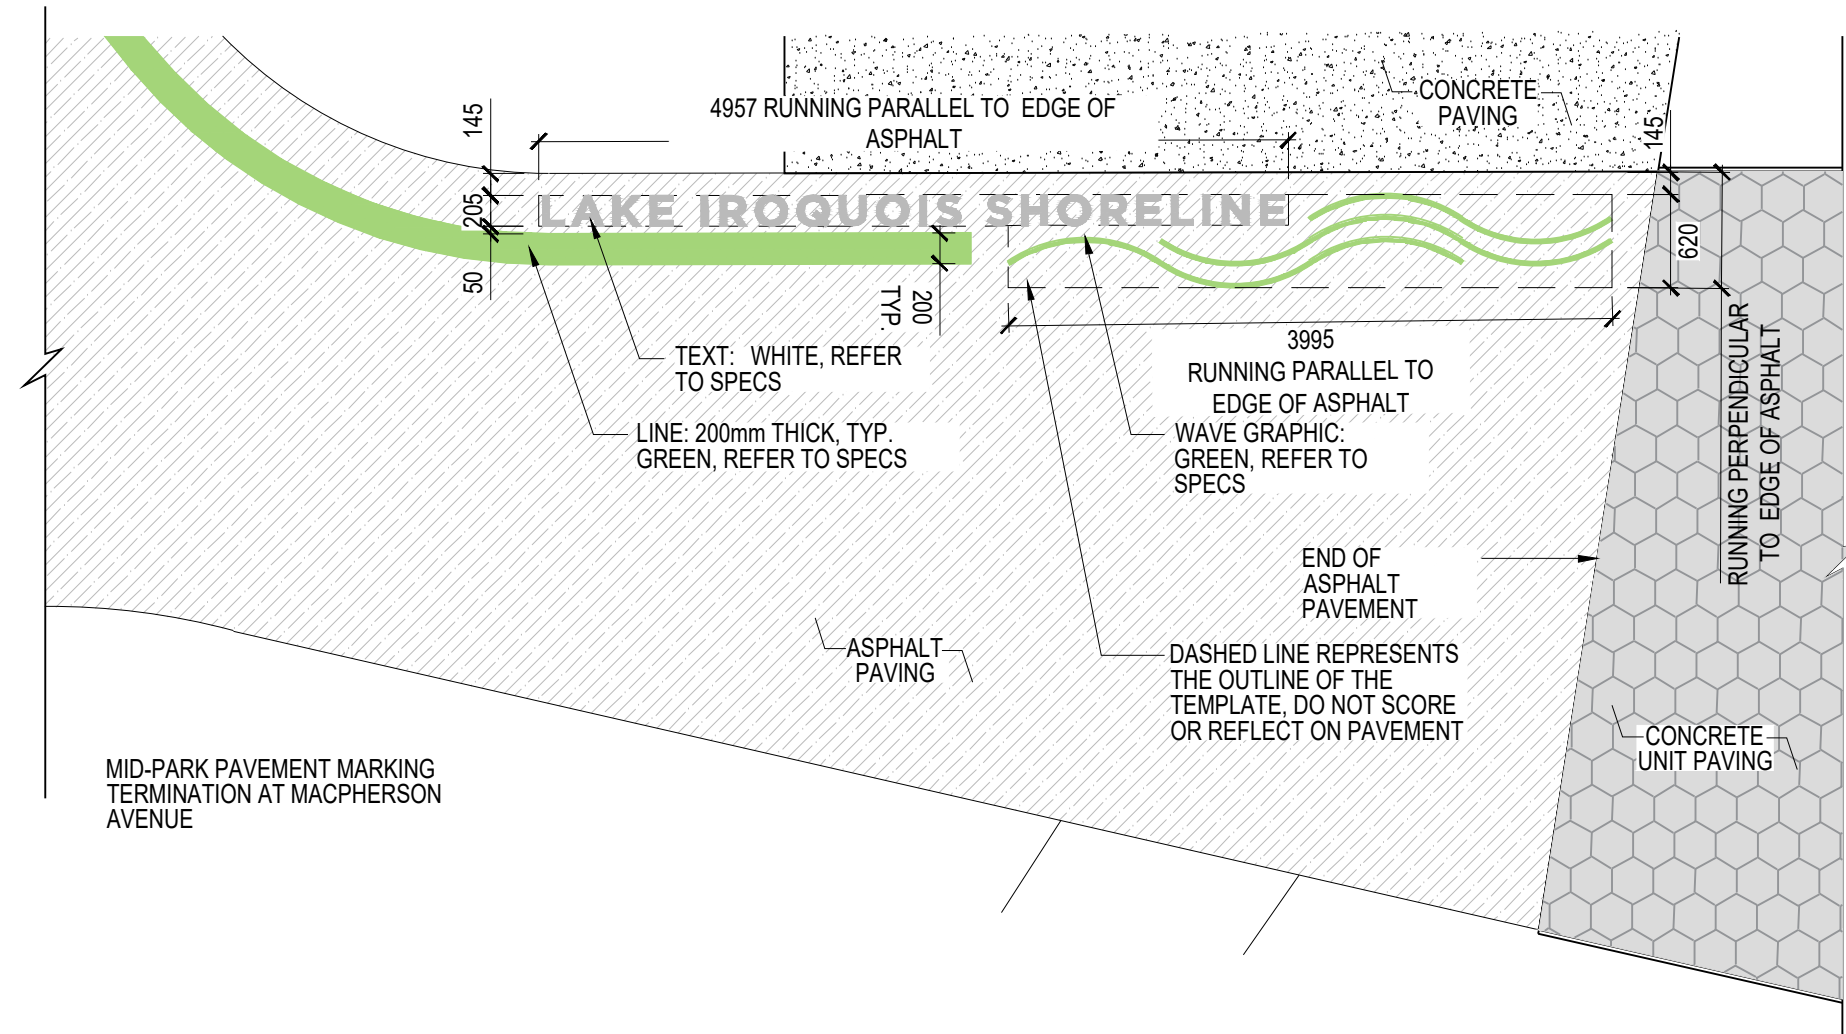 4957 RUNNING PARALLEL TO EDGE OF
ASPHALT
CONCRETE
PAVING
145
145
205
50
LAKE IROQUOIS SHORELINE
620
200
TYP.
3995
RUNNING PARALLEL TO
EDGE OF ASPHALT
RUNNING PERPENDICULAR
TO EDGE OF ASPHALT
TEXT: WHITE, REFER
TO SPECS
LINE: 200mm THICK, TYP.
GREEN, REFER TO SPECS
WAVE GRAPHIC:
GREEN, REFER TO
SPECS
END OF
ASPHALT
PAVEMENT
ASPHALT
PAVING
DASHED LINE REPRESENTS
THE OUTLINE OF THE
TEMPLATE, DO NOT SCORE
OR REFLECT ON PAVEMENT
CONCRETE
UNIT PAVING
MID-PARK PAVEMENT MARKING
TERMINATION AT MACPHERSON
AVENUE